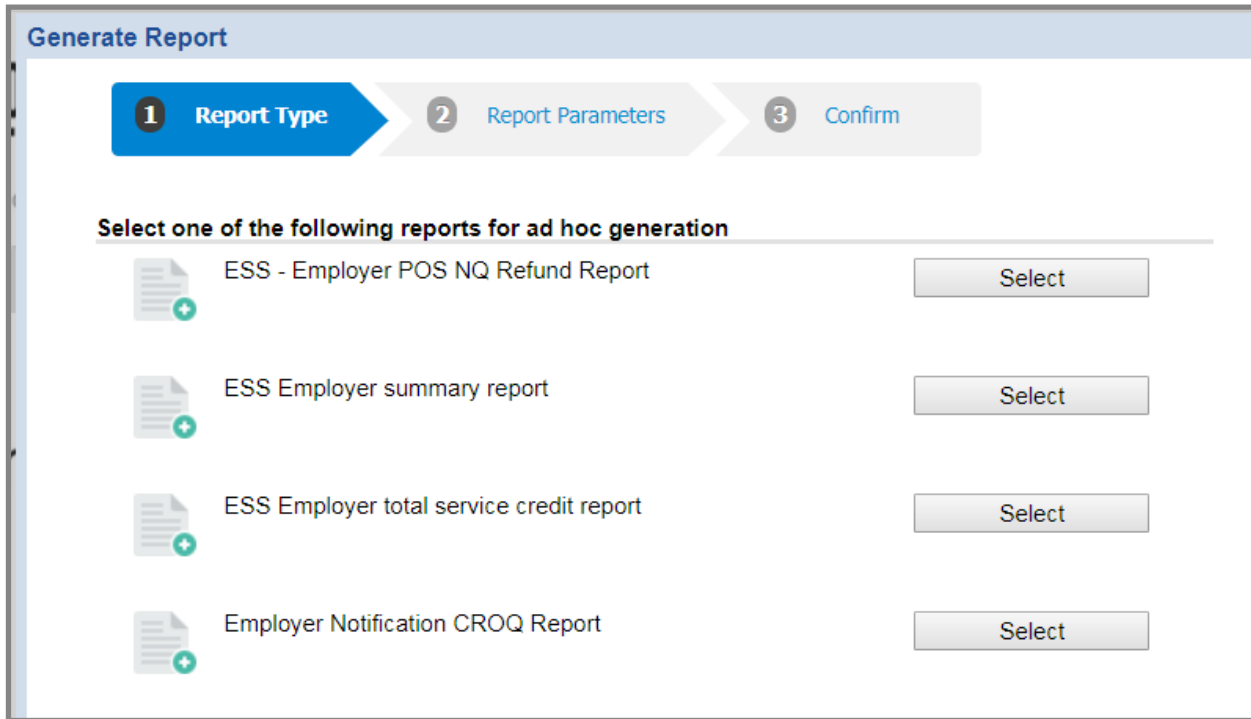 Generate Report
1 Report Type 2 Report Parameters 3 Confirm
Select one of the following reports for ad hoc generation
ESS - Employer POS NQ Refund Report Select
ESS Employer summary report Select
ESS Employer total service credit report Select
Employer Notification CROQ Report Select